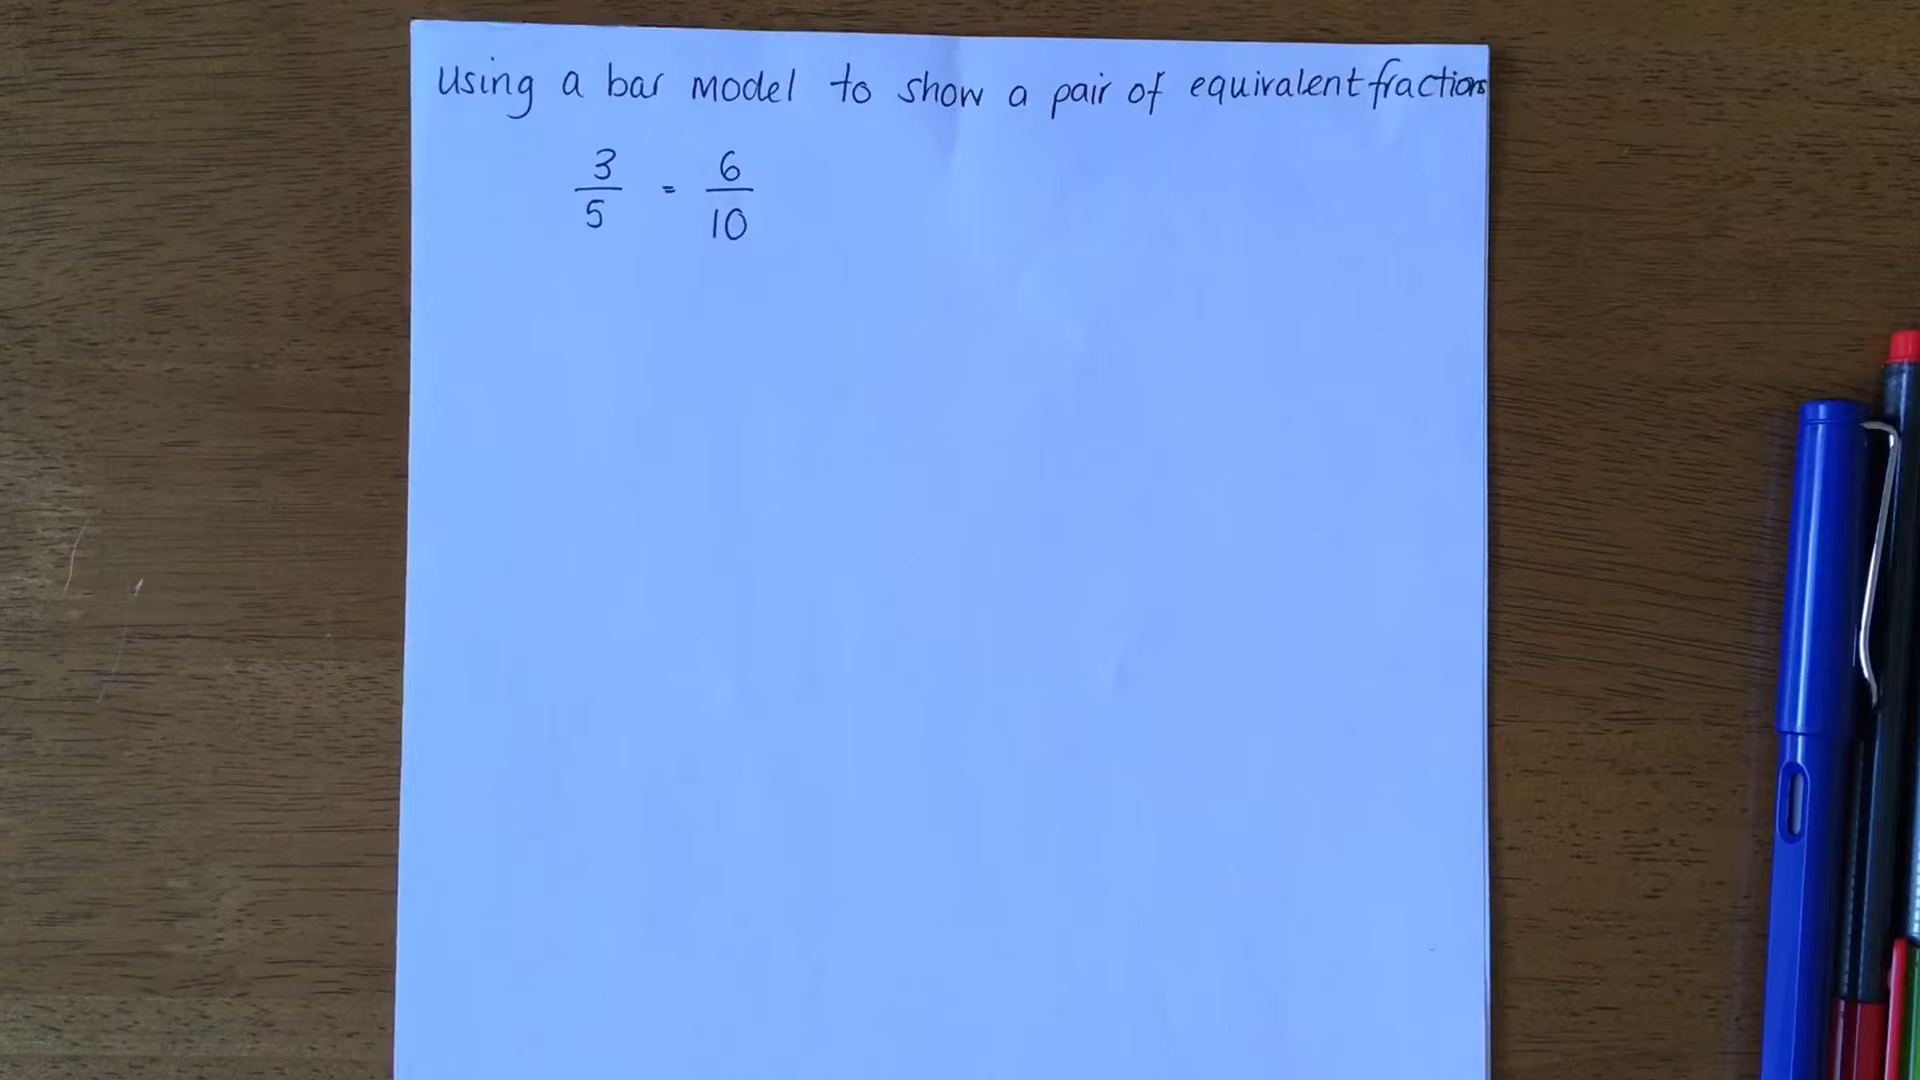 Using a bar model to show a pair of equivalent fractions
3/5 = 6/10